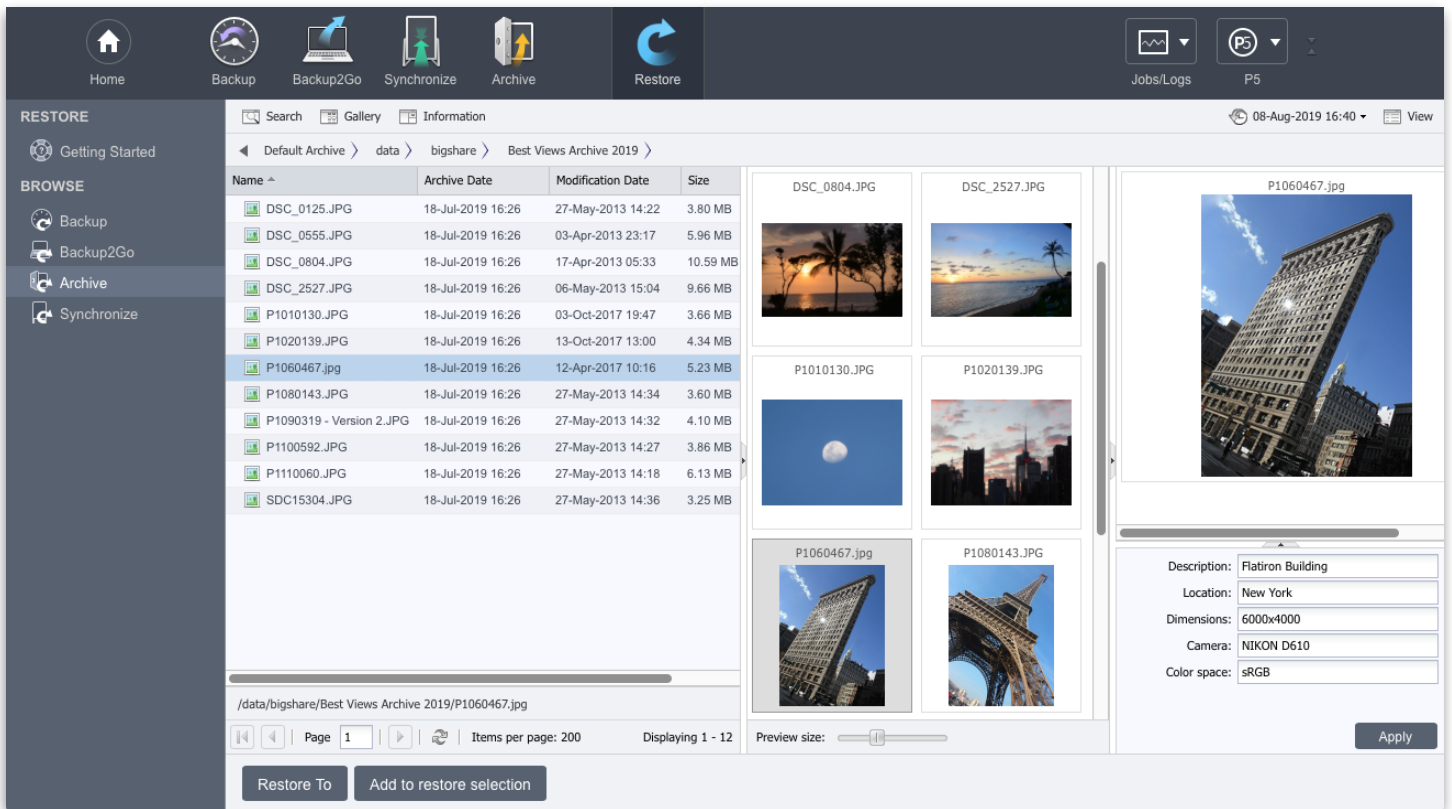 Home
Backup
Backup2Go
Synchronize
Archive
Restore
Jobs/Logs
P5
P5
RESTORE
Getting Started
BROWSE
Backup
Backup2Go
Archive
Synchronize
Search Gallery Information
08-Aug-2019 16:40 View
Default Archive data bigshare Best Views Archive 2019
Name Archive Date Modification Date Size
DSC_0125.JPG 18-Jul-2019 16:26 27-May-2013 14:22 3.80 MB
DSC_0555.JPG 18-Jul-2019 16:26 03-Apr-2013 23:17 5.96 MB
DSC_0804.JPG 18-Jul-2019 16:26 17-Apr-2013 05:33 10.59 MB
DSC_2527.JPG 18-Jul-2019 16:26 06-May-2013 15:04 9.66 MB
P1010130.JPG 18-Jul-2019 16:26 03-Oct-2017 19:47 3.66 MB
P1020139.JPG 18-Jul-2019 16:26 13-Oct-2017 13:00 4.34 MB
P1060467.jpg 18-Jul-2019 16:26 12-Apr-2017 10:16 5.23 MB
P1080143.JPG 18-Jul-2019 16:26 27-May-2013 14:34 3.60 MB
P1090319 - Version 2.JPG 18-Jul-2019 16:26 27-May-2013 14:32 4.10 MB
P1100592.JPG 18-Jul-2019 16:26 27-May-2013 14:27 3.86 MB
P1110060.JPG 18-Jul-2019 16:26 27-May-2013 14:18 6.13 MB
SDC15304.JPG 18-Jul-2019 16:26 27-May-2013 14:36 3.25 MB
/data/bigshare/Best Views Archive 2019/P1060467.jpg
Page 1 Items per page: 200 Displaying 1 - 12
DSC_0804.JPG DSC_2527.JPG
P1010130.JPG P1020139.JPG
P1060467.jpg P1080143.JPG
Preview size:
P1060467.jpg
Description: Flatiron Building
Location: New York
Dimensions: 6000x4000
Camera: NIKON D610
Color space: sRGB
Apply
Restore To Add to restore selection